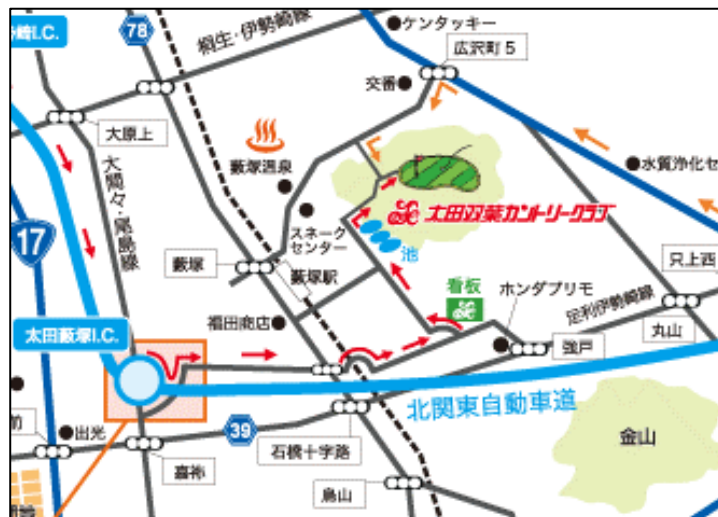 崎I.C.
78
桐生・伊勢崎線
ケンタッキー
広沢町 5
交番
大原上
大間々・尾島線
藪塚温泉
水質浄化セ
太田双葉カントリークラブ
スネーク
センター
池
17
藪塚
藪塚駅
看板
ホンダプリモ
足利伊勢崎線
只上西
太田藪塚I.C.
福田商店
強戸
丸山
北関東自動車道
前
出光
39
石橋十字路
金山
鳥山